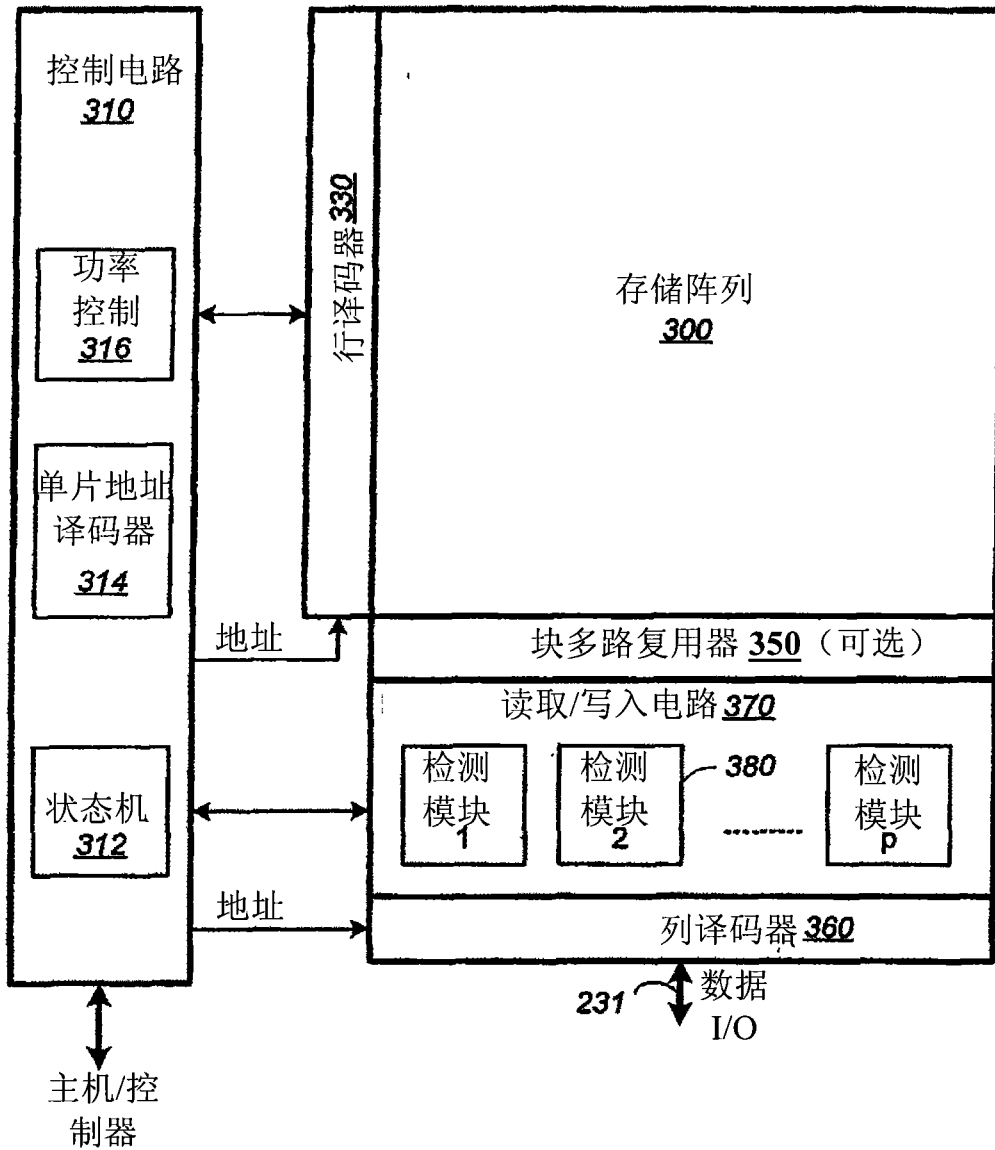 控制电路
310
功率
控制
316
单片地址
译码器
314
状态机
312
主机/控
制器
行译码器 330
存储阵列
300
地址
块多路复用器 350（可选）
读取/写入电路 370
检测
模块
1
检测
模块
2
380
检测
模块
p
地址
列译码器 360
231
数据
I/O